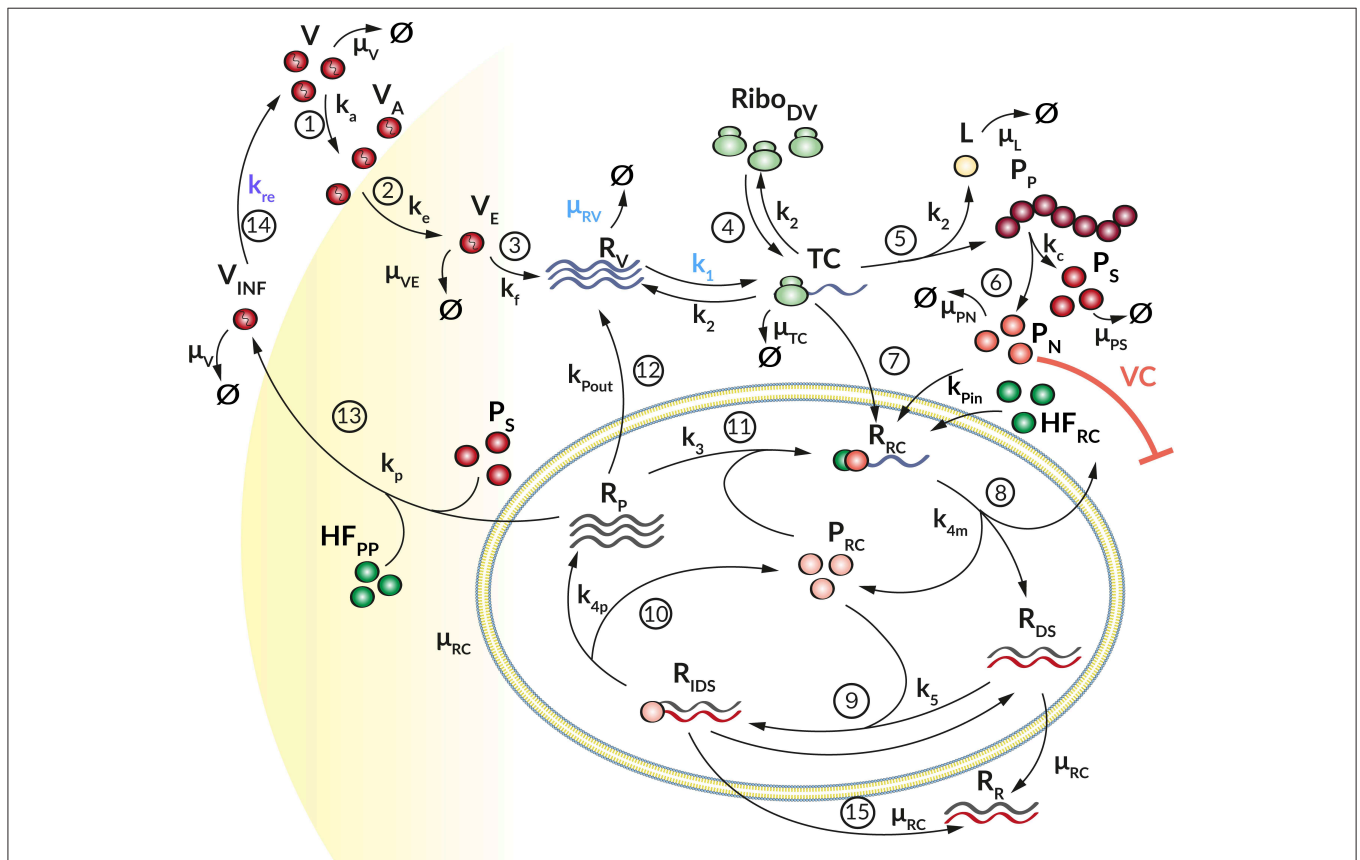 V
μV
Ø
1
ka
VA
kre
14
2
ke
VE
3
μVE
Ø
kf
VINF
μV
Ø
μRV
Ø
RV
k1
k2
RiboDV
4
k2
TC
μTC
Ø
5
k2
L
μL
Ø
PP
kc
6
PS
μPS
Ø
Ø
μPN
PN
VC
7
kPin
HFRC
12
kPout
13
kp
PS
HFPP
11
k3
RRC
8
k4m
RP
PRC
k4p
10
μRC
RDS
RIDS
9
k5
15
μRC
RR
μRC